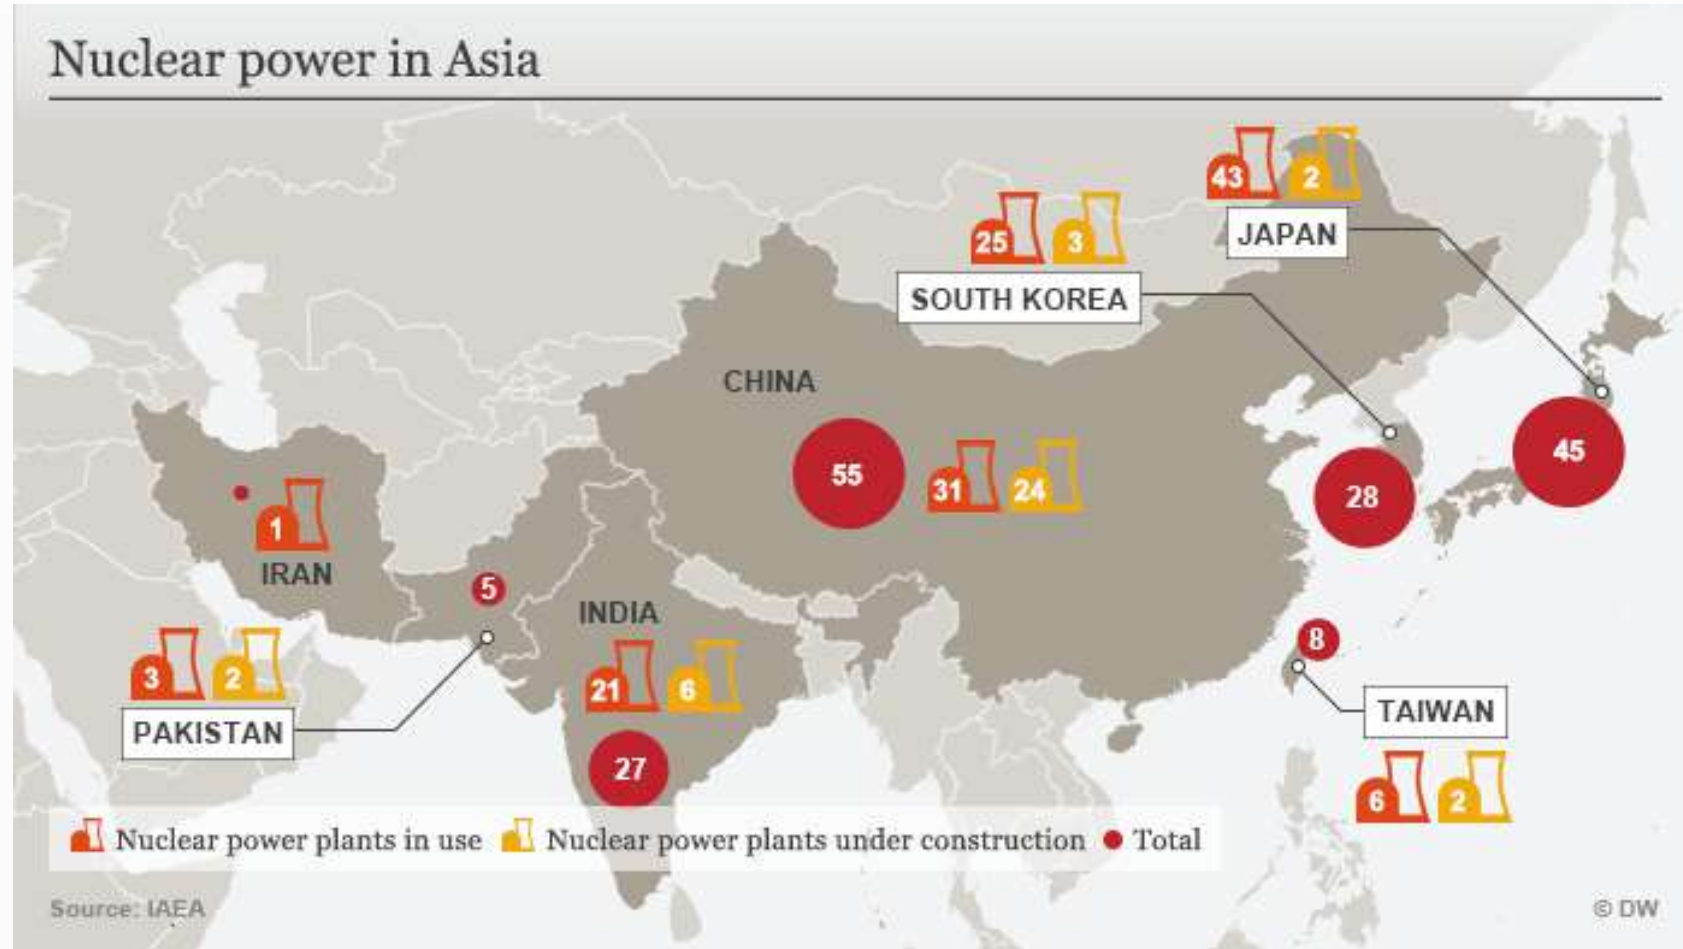 Nuclear power in Asia
43 2
JAPAN
25 3
SOUTH KOREA
CHINA
55 31 24
45
28
1
IRAN
5
INDIA
21 6
27
3 2
PAKISTAN
8
TAIWAN
6 2
Nuclear power plants in use Nuclear power plants under construction Total
Source: IAEA
© DW